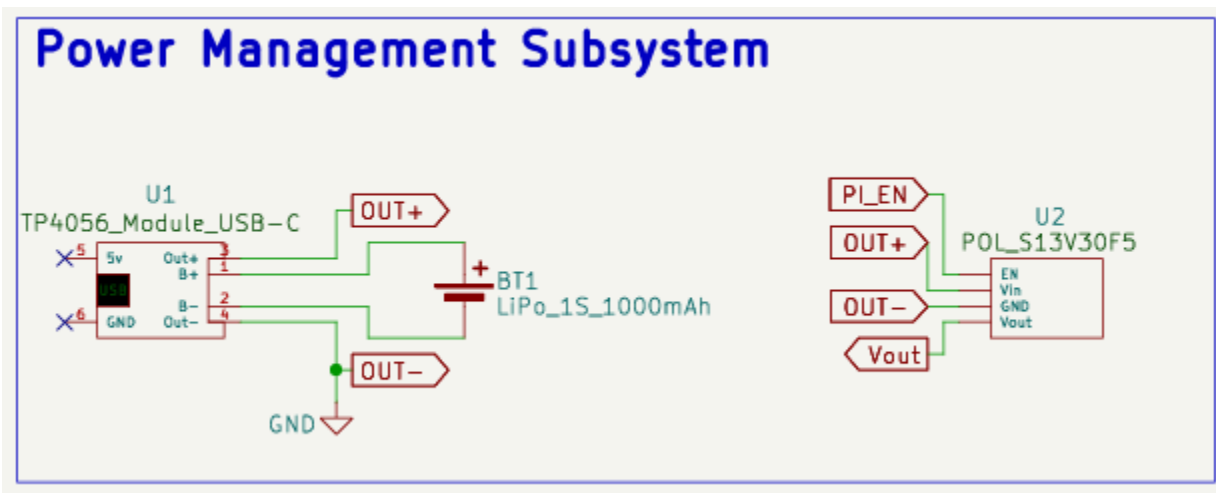 Power Management Subsystem
U1
TP4056_Module_USB-C
5
5v
USB
6
GND
Out+
3
B+
1
B-
2
Out-
4
OUT+
BT1
LiPo_1S_1000mAh
+
OUT-
GND
PI_EN
OUT+
OUT-
Vout
U2
POL_S13V30F5
EN
Vin
GND
Vout